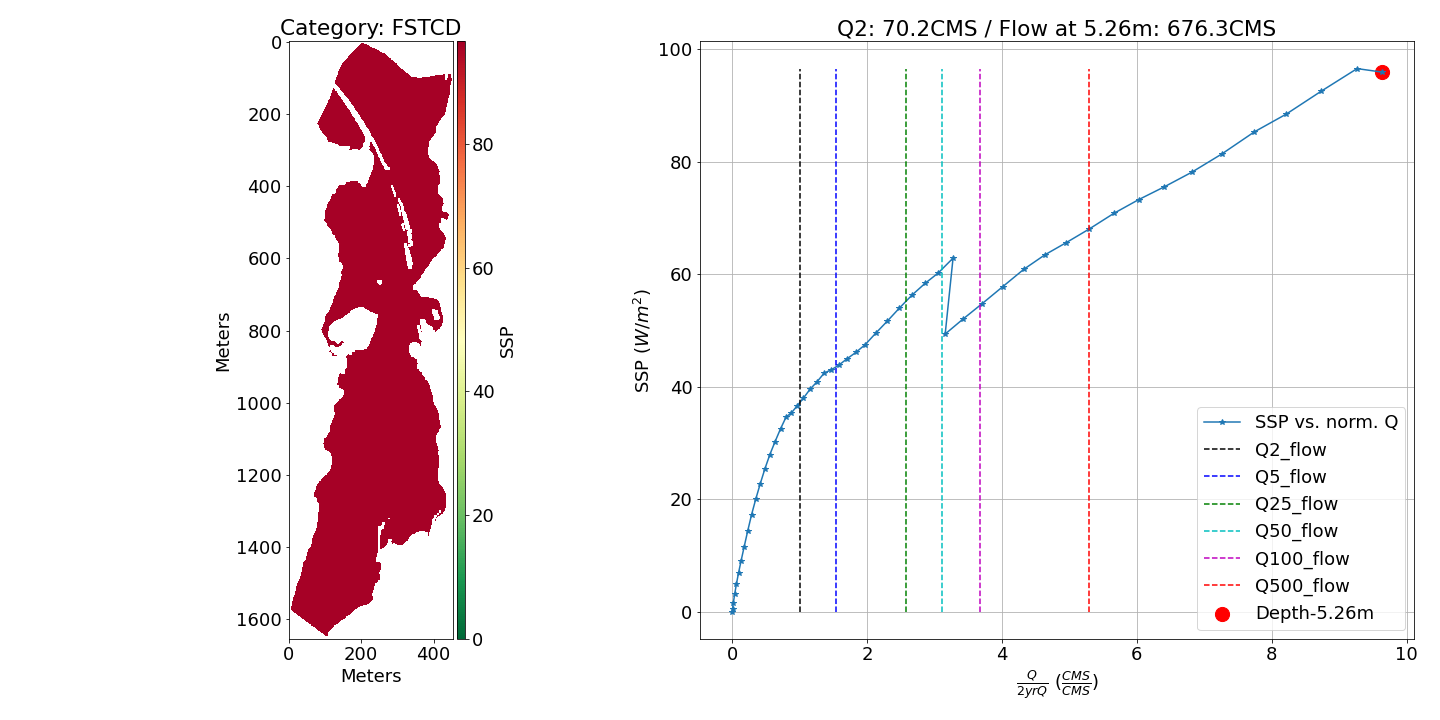 Category: FSTCD
0
200
400
600
800
1000
1200
1400
1600
Meters
0
200
400
Meters
80
60
40
20
0
SSP
Q2: 70.2CMS / Flow at 5.26m: 676.3CMS
100
80
60
40
20
0
SSP (W/m²)
0
2
4
6
8
10
Q/2yrQ (CMS/CMS)
SSP vs. norm. Q
Q2_flow
Q5_flow
Q25_flow
Q50_flow
Q100_flow
Q500_flow
Depth-5.26m